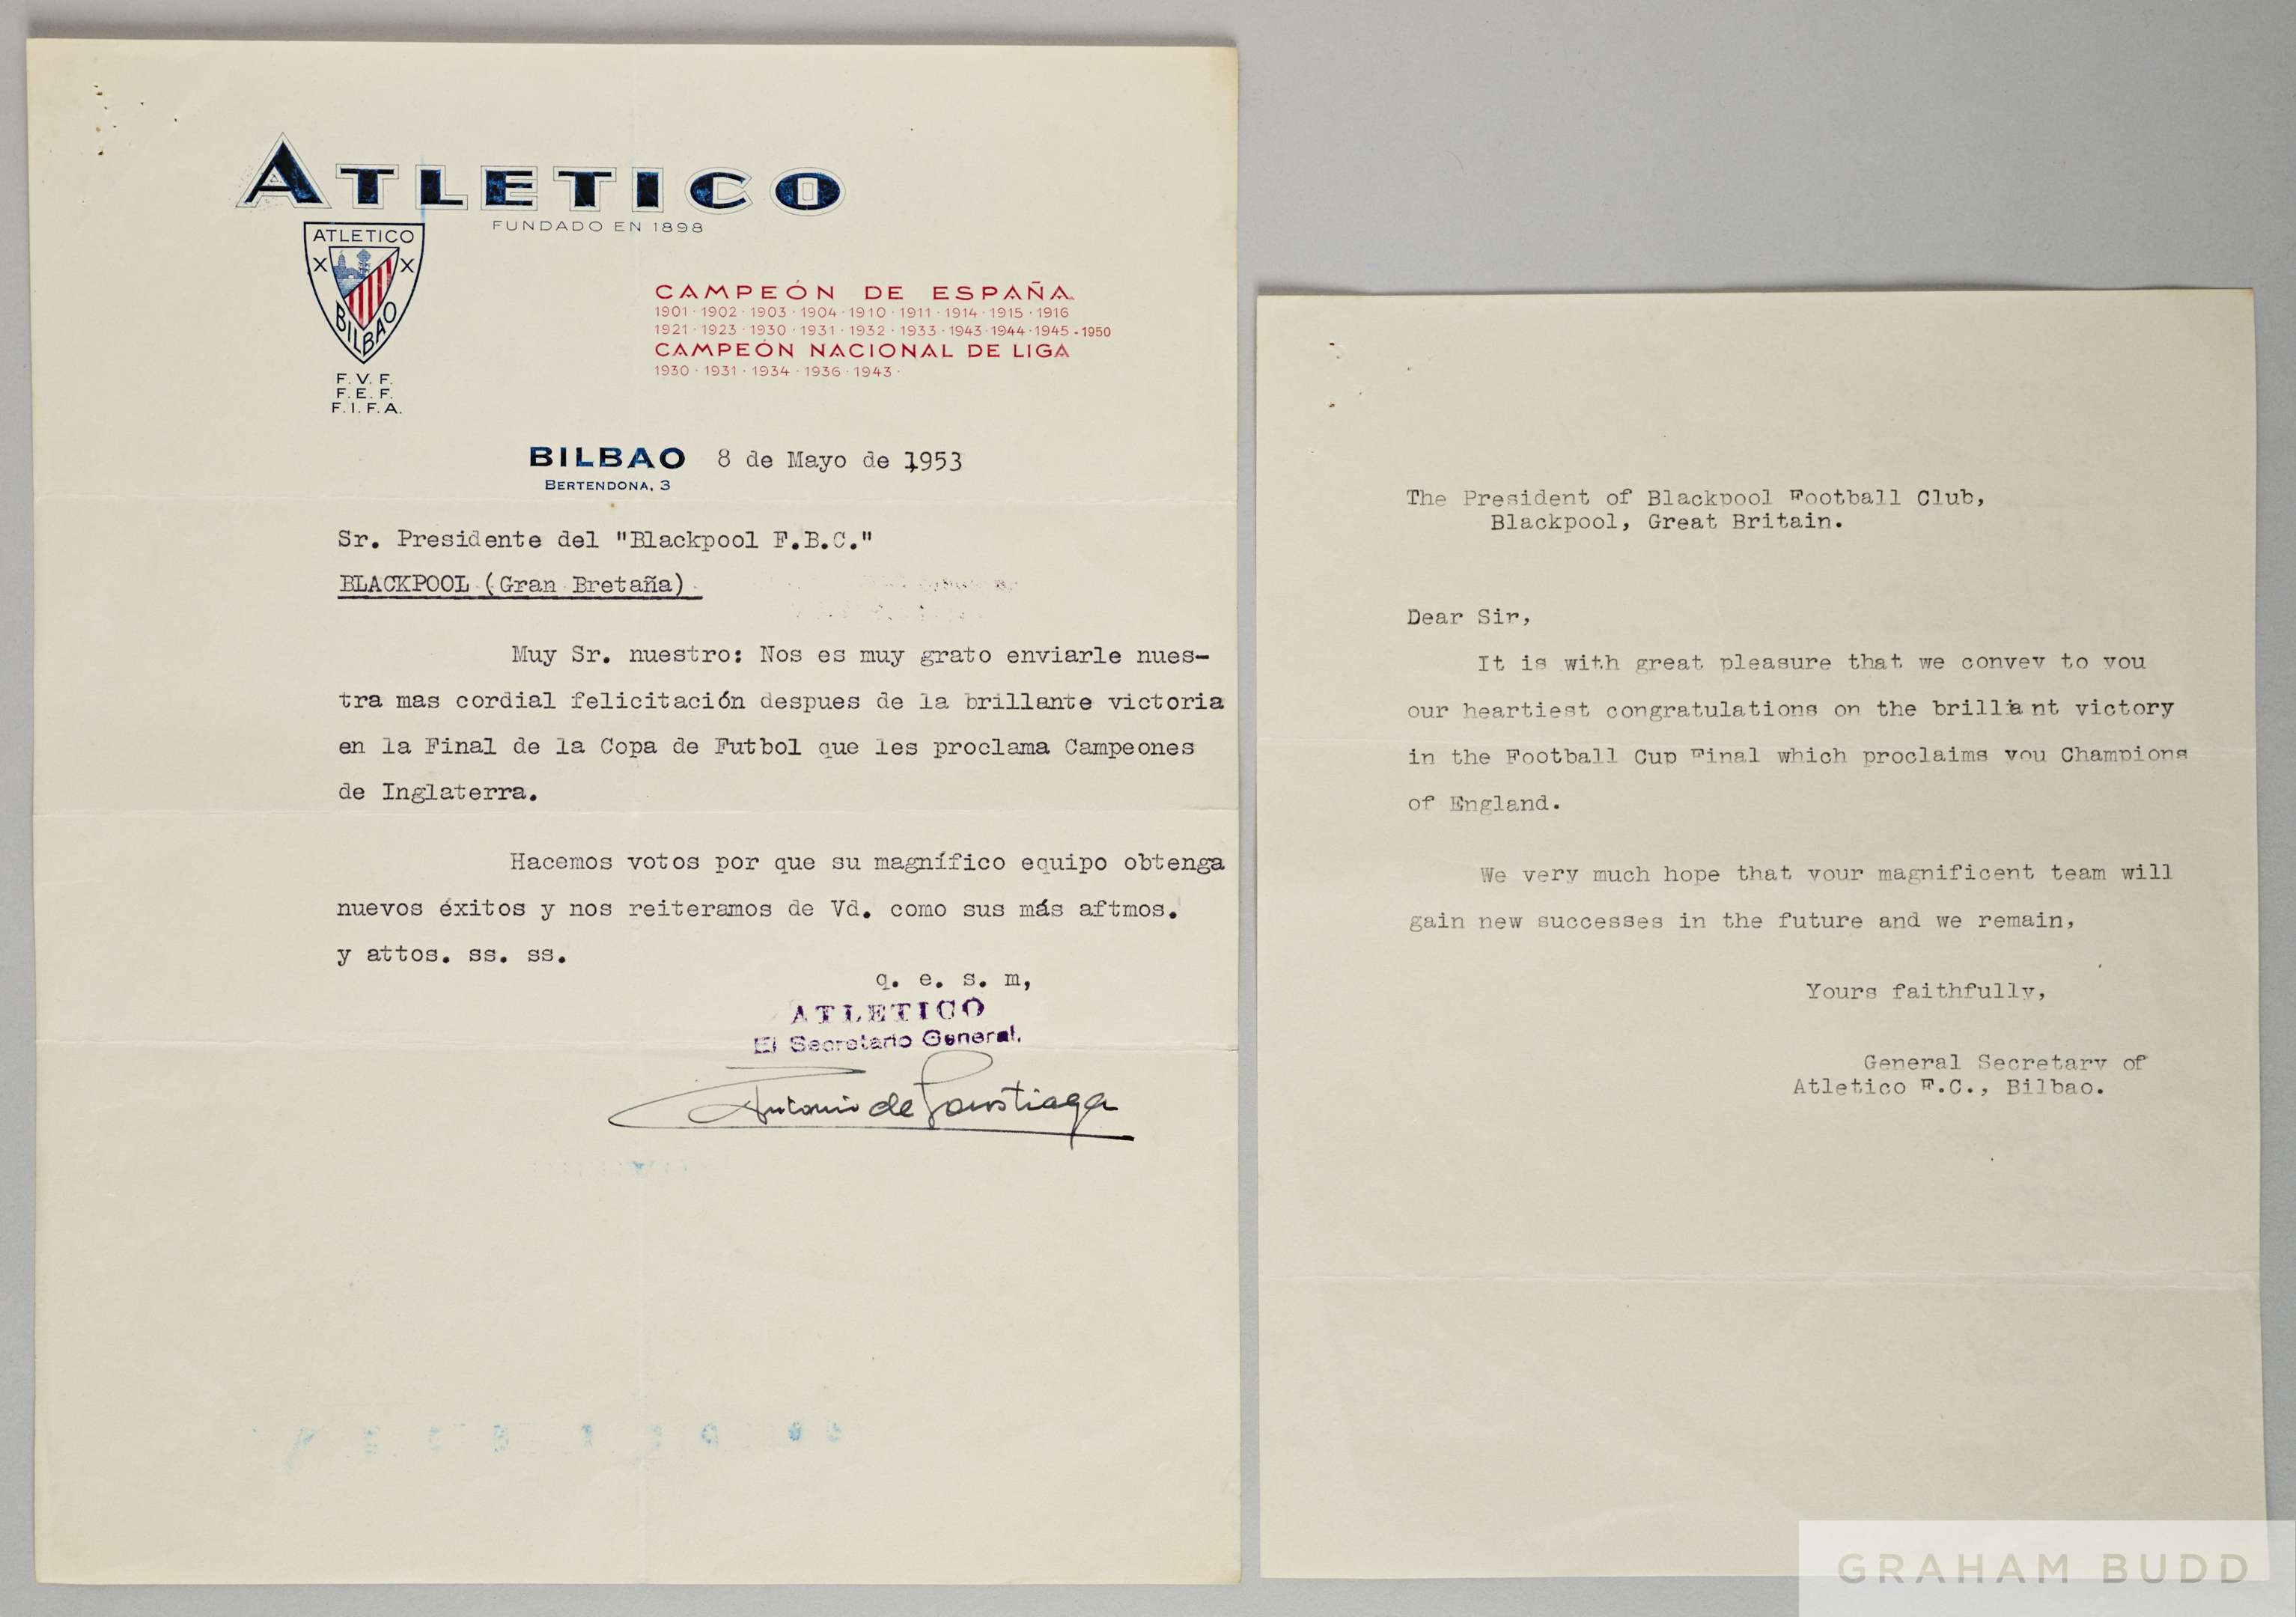 ATLETICO
FUNDADO EN 1898
ATLETICO
X X
BILBAO
F. V. F.
F. E. F.
F. I. F. A.
CAMPEÓN DE ESPAÑA
1901 · 1902 · 1903 · 1904 · 1910 · 1911 · 1914 · 1915 · 1916
1921 · 1923 · 1930 · 1931 · 1932 · 1933 · 1943 · 1944 · 1945 - 1950
CAMPEÓN NACIONAL DE LIGA
1930 · 1931 · 1934 · 1936 · 1943 ·
BILBAO 8 de Mayo de 1953
BERTENDONA, 3
Sr. Presidente del "Blackpool F.B.C."
BLACKPOOL (Gran Bretaña)
Muy Sr. nuestro: Nos es muy grato enviarle nues-
tra mas cordial felicitación despues de la brillante victoria
en la Final de la Copa de Futbol que les proclama Campeones
de Inglaterra.
Hacemos votos por que su magnífico equipo obtenga
nuevos éxitos y nos reiteramos de Vd. como sus más aftmos.
y attos. ss. ss.
q. e. s. m,
ATLETICO
El Secretario General.
Antonio de
The President of Blackpool Football Club,
Blackpool, Great Britain.
Dear Sir,
It is with great pleasure that we convey to you
our heartiest congratulations on the brilliant victory
in the Football Cup Final which proclaims you Champions
of England.
We very much hope that your magnificent team will
gain new successes in the future and we remain,
Yours faithfully,
General Secretary of
Atletico F.C., Bilbao.
GRAHAM BUDD